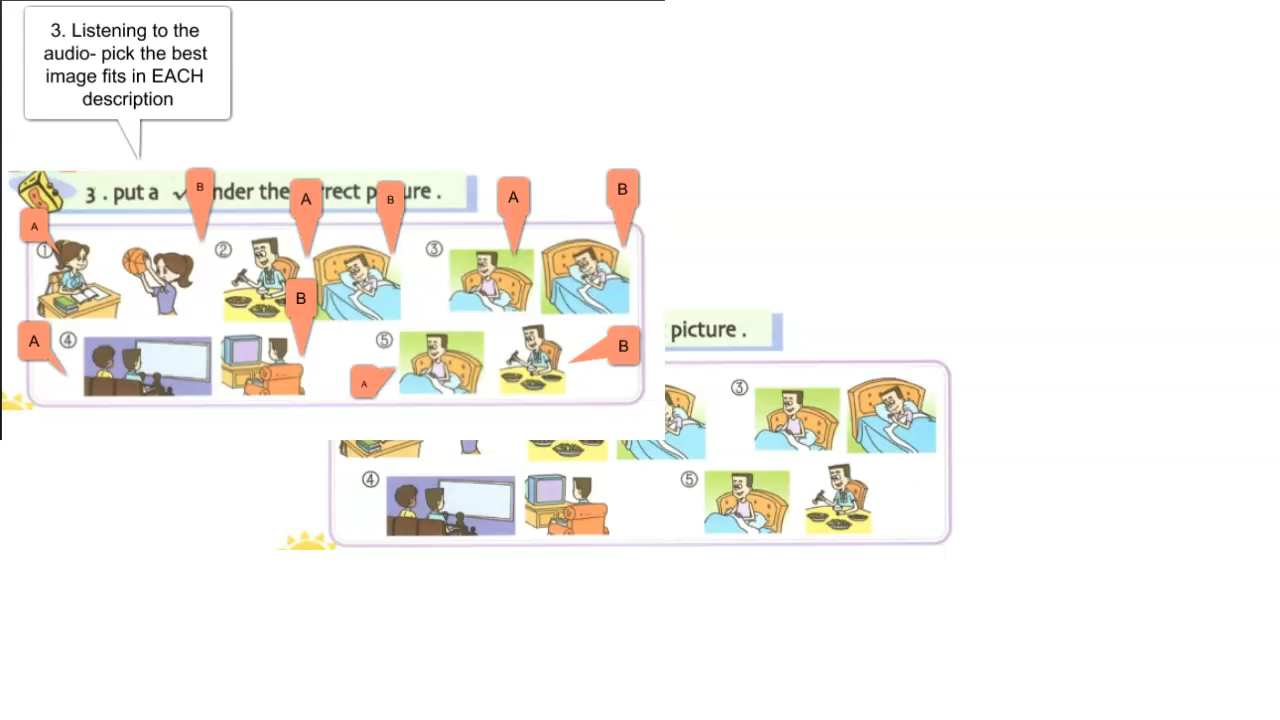 3. Listening to the
audio- pick the best
image fits in EACH
description
3 . put a ✓ nder the rrect p ure .
B
A
B
A
B
A
① ② ③
B
A
④ ⑤
B
A
picture .
③
④ ⑤